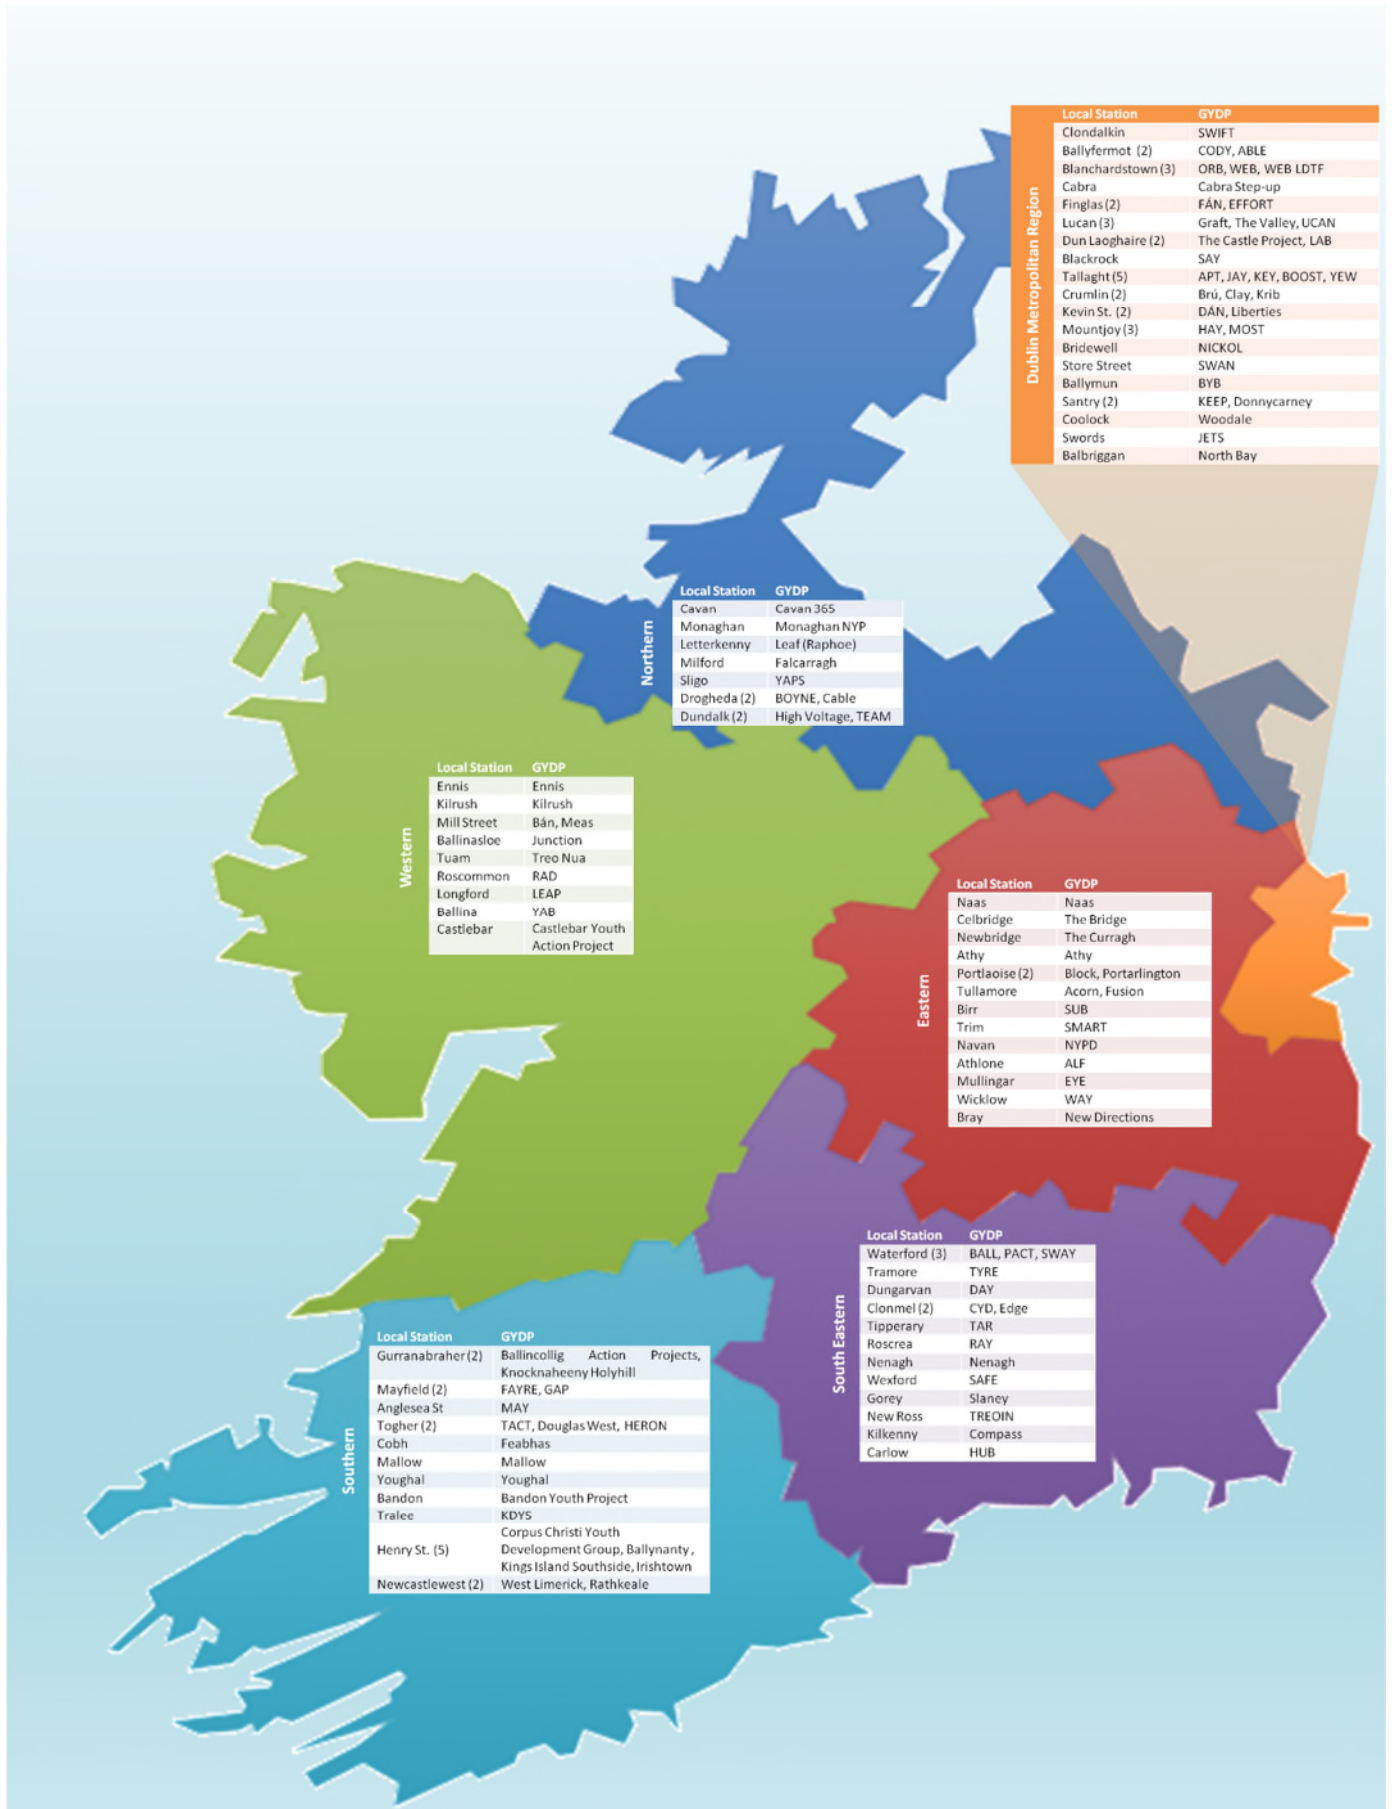 Dublin Metropolitan Region
Local Station GYDP
Clondalkin SWIFT
Ballyfermot (2) CODY, ABLE
Blanchardstown (3) ORB, WEB, WEB LDTF
Cabra Cabra Step-up
Finglas (2) FÁN, EFFORT
Lucan (3) Graft, The Valley, UCAN
Dun Laoghaire (2) The Castle Project, LAB
Blackrock SAY
Tallaght (5) APT, JAY, KEY, BOOST, YEW
Crumlin (2) Brú, Clay, Krib
Kevin St. (2) DÁN, Liberties
Mountjoy (3) HAY, MOST
Bridewell NICKOL
Store Street SWAN
Ballymun BYB
Santry (2) KEEP, Donnycarney
Coolock Woodale
Swords JETS
Balbriggan North Bay
Northern
Local Station GYDP
Cavan Cavan 365
Monaghan Monaghan NYP
Letterkenny Leaf (Raphoe)
Milford Falcarragh
Sligo YAPS
Drogheda (2) BOYNE, Cable
Dundalk (2) High Voltage, TEAM
Western
Local Station GYDP
Ennis Ennis
Kilrush Kilrush
Mill Street Bán, Meas
Ballinasloe Junction
Tuam Treo Nua
Roscommon RAD
Longford LEAP
Ballina YAB
Castlebar Castlebar Youth
Action Project
Eastern
Local Station GYDP
Naas Naas
Celbridge The Bridge
Newbridge The Curragh
Athy Athy
Portlaoise (2) Block, Portarlington
Tullamore Acorn, Fusion
Birr SUB
Trim SMART
Navan NYPD
Athlone ALF
Mullingar EYE
Wicklow WAY
Bray New Directions
South Eastern
Local Station GYDP
Waterford (3) BALL, PACT, SWAY
Tramore TYRE
Dungarvan DAY
Clonmel (2) CYD, Edge
Tipperary TAR
Roscrea RAY
Nenagh Nenagh
Wexford SAFE
Gorey Slaney
New Ross TREOIN
Kilkenny Compass
Carlow HUB
Southern
Local Station GYDP
Gurranabraher (2) Ballincollig Action Projects,
Knocknaheeny Holyhill
Mayfield (2) FAYRE, GAP
Anglesea St MAY
Togher (2) TACT, Douglas West, HERON
Cobh Feabhas
Mallow Mallow
Youghal Youghal
Bandon Bandon Youth Project
Tralee KDYS
Corpus Christi Youth
Henry St. (5) Development Group, Ballynanty ,
Kings Island Southside, Irishtown
Newcastlewest (2) West Limerick, Rathkeale